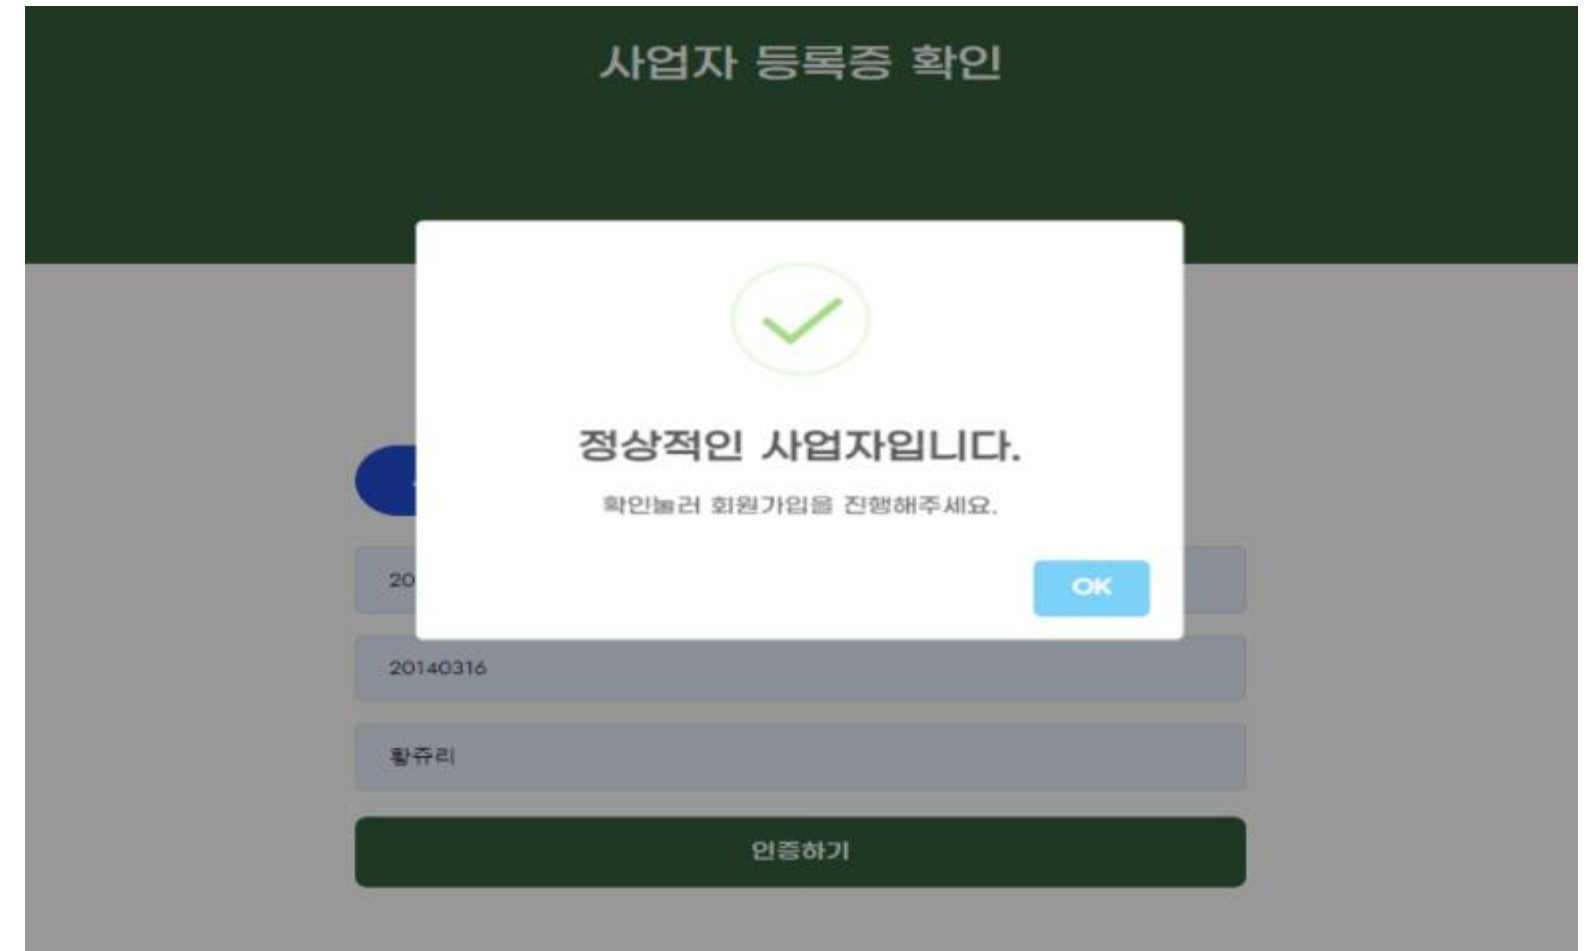 사업자 등록증 확인
정상적인 사업자입니다.
확인눌러 회원가입을 진행해주세요.
OK
20
20140316
황쥬리
인증하기